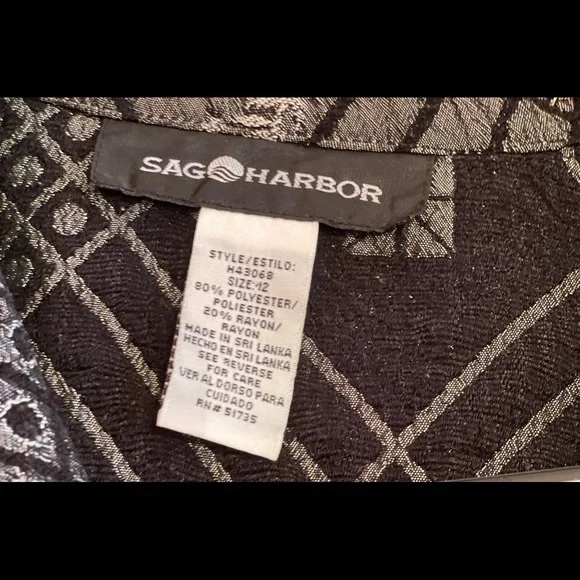 SAG HARBOR
STYLE/ESTILO:
H43068
SIZE:12
80% POLYESTER/
POLIESTER
20% RAYON/
RAYON
MADE IN SRI LANKA
HECHO EN SRI LANKA
SEE REVERSE
FOR CARE
VER AL DORSO PARA
CUIDADO
RN# 51735